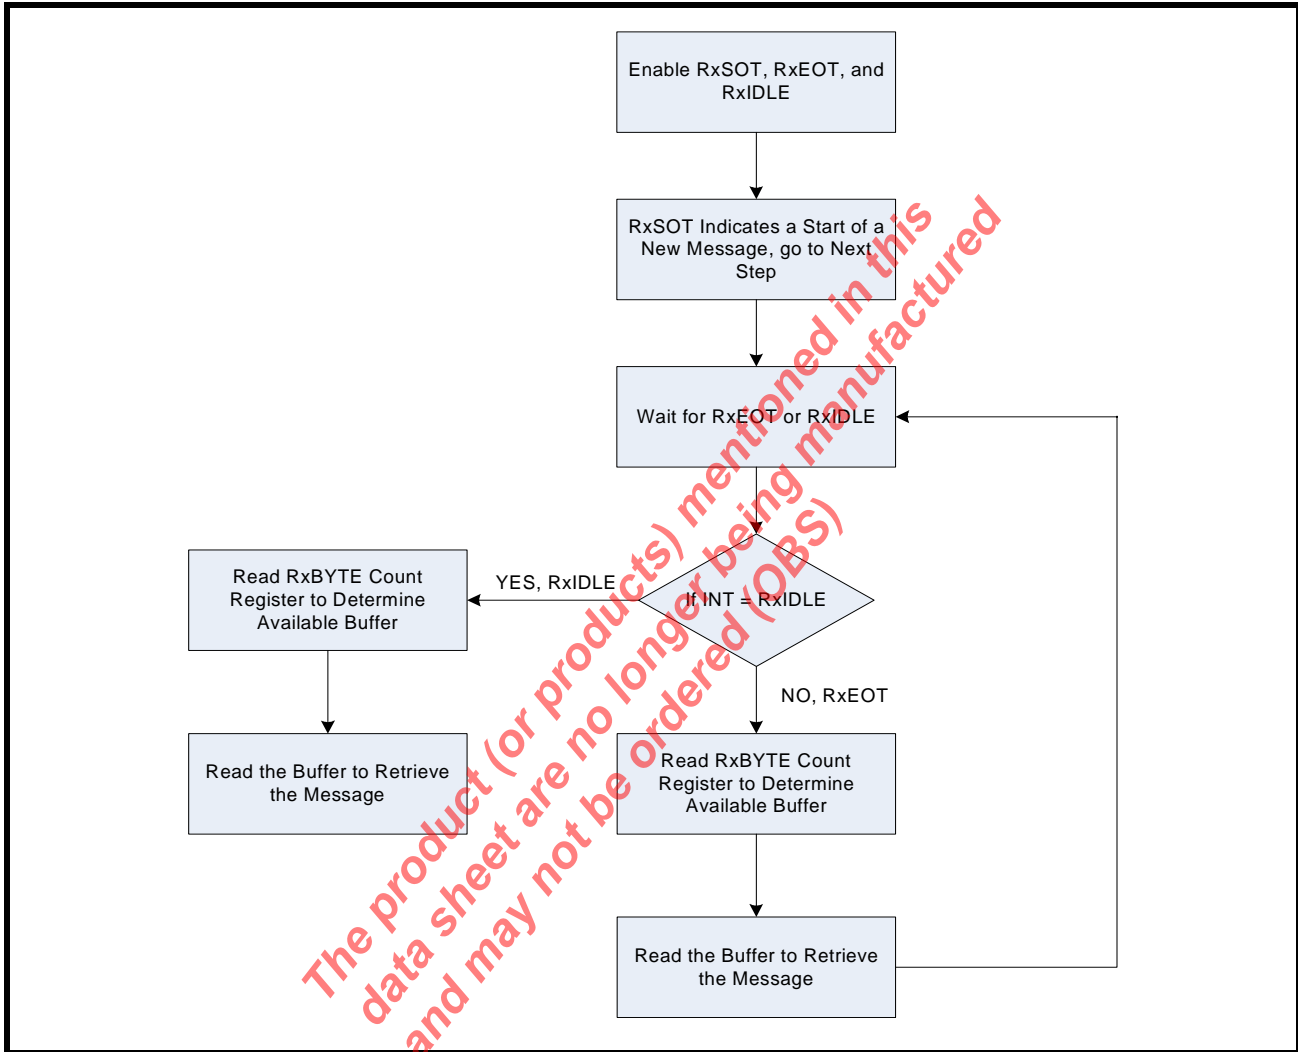 Enable RxSOT, RxEOT, and
RxIDLE
RxSOT Indicates a Start of a
New Message, go to Next
Step
Wait for RxEOT or RxIDLE
If INT = RxIDLE
YES, RxIDLE
Read RxBYTE Count
Register to Determine
Available Buffer
Read the Buffer to Retrieve
the Message
NO, RxEOT
Read RxBYTE Count
Register to Determine
Available Buffer
Read the Buffer to Retrieve
the Message
The product (or products) mentioned in this
data sheet are no longer being manufactured
and may not be ordered (OBS)